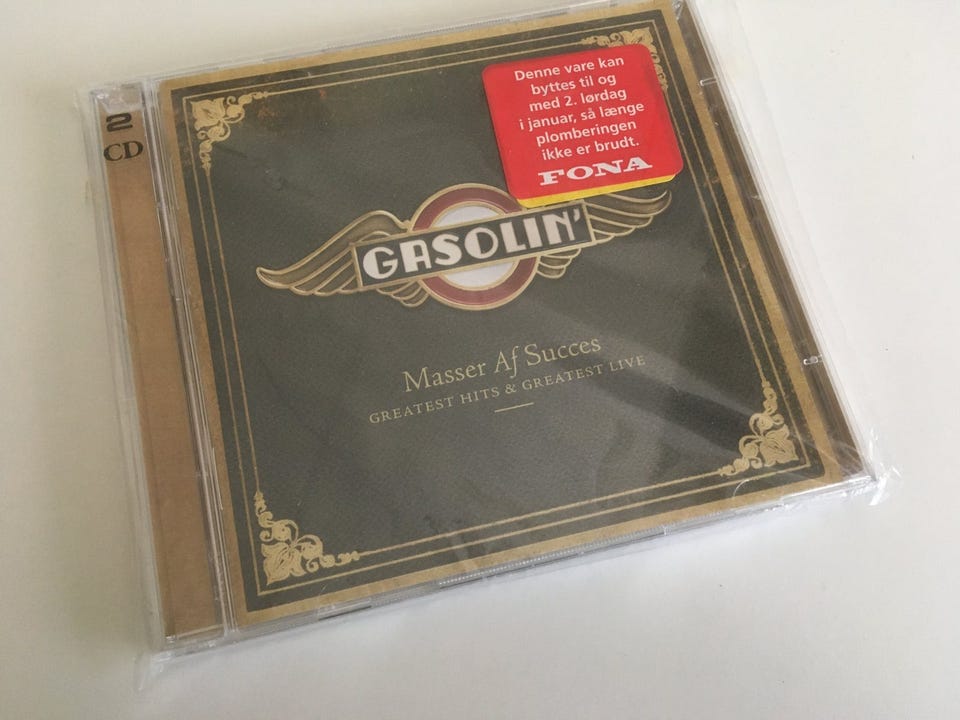 2
CD
Denne vare kan
byttes til og
med 2. lørdag
i januar, så længe
plomberingen
ikke er brudt.
FONA
GASOLIN'
Masser Af Succes
GREATEST HITS & GREATEST LIVE